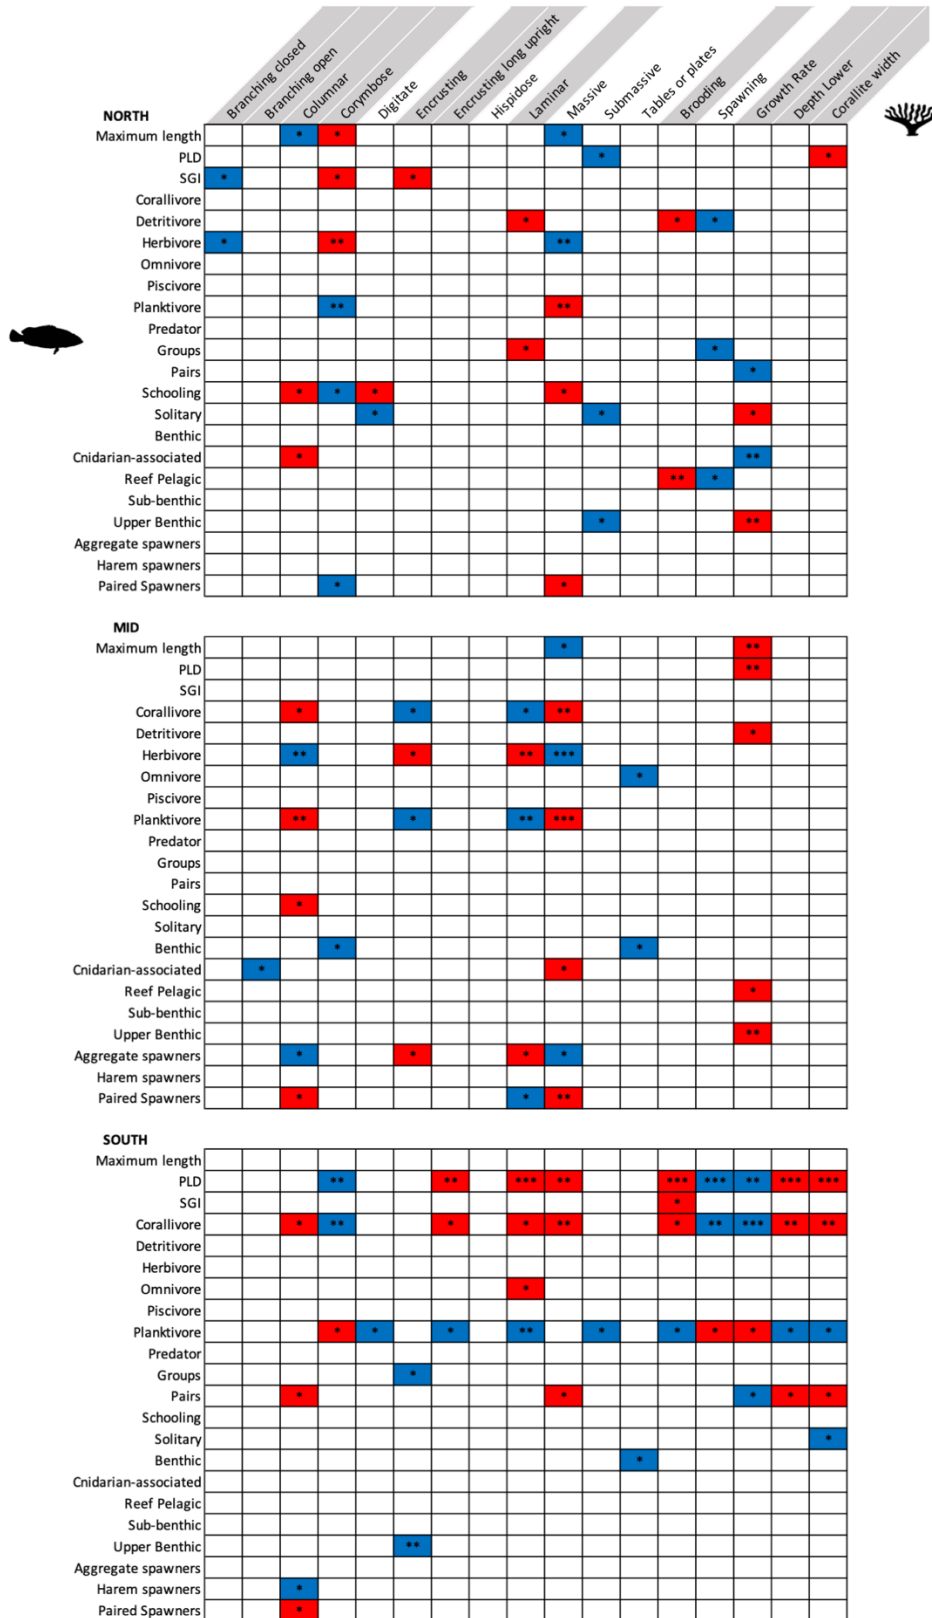 Branching closed
Branching open
Columnar
Corymbose
Digitate
Encrusting
Encrusting long upright
Hispidose
Laminar
Massive
Submassive
Tables or plates
Brooding
Spawning
Growth Rate
Depth Lower
Corallite width
NORTH
Maximum length * * *
PLD * *
SGI * * *
Corallivore
Detritivore * * *
Herbivore * ** **
Omnivore
Piscivore
Planktivore ** **
Predator
Groups * *
Pairs *
Schooling * * * *
Solitary * * *
Benthic
Cnidarian-associated * **
Reef Pelagic ** *
Sub-benthic
Upper Benthic * **
Aggregate spawners
Harem spawners
Paired Spawners * *
MID
Maximum length * **
PLD **
SGI
Corallivore * * * **
Detritivore *
Herbivore ** * ** ***
Omnivore *
Piscivore
Planktivore ** * ** ***
Predator
Groups
Pairs
Schooling *
Solitary
Benthic * *
Cnidarian-associated * *
Reef Pelagic *
Sub-benthic
Upper Benthic **
Aggregate spawners * * * *
Harem spawners
Paired Spawners * * **
SOUTH
Maximum length
PLD ** ** *** ** *** *** ** *** ***
SGI *
Corallivore * ** * * ** * ** *** ** **
Detritivore
Herbivore
Omnivore *
Piscivore
Planktivore * * * ** * * * * * *
Predator
Groups *
Pairs * * * * *
Schooling
Solitary *
Benthic *
Cnidarian-associated
Reef Pelagic
Sub-benthic
Upper Benthic **
Aggregate spawners
Harem spawners *
Paired Spawners *